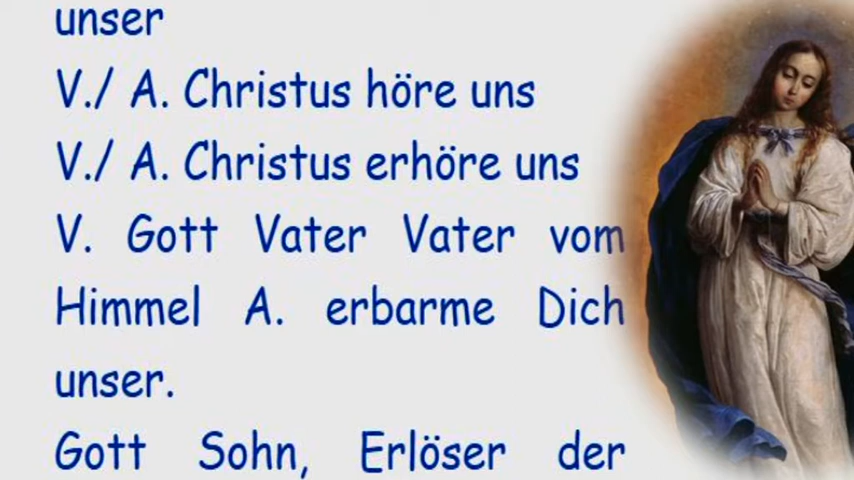 unser
V./ A. Christus höre uns
V./ A. Christus erhöre uns
V. Gott Vater Vater vom
Himmel A. erbarme Dich
unser.
Gott Sohn, Erlöser der